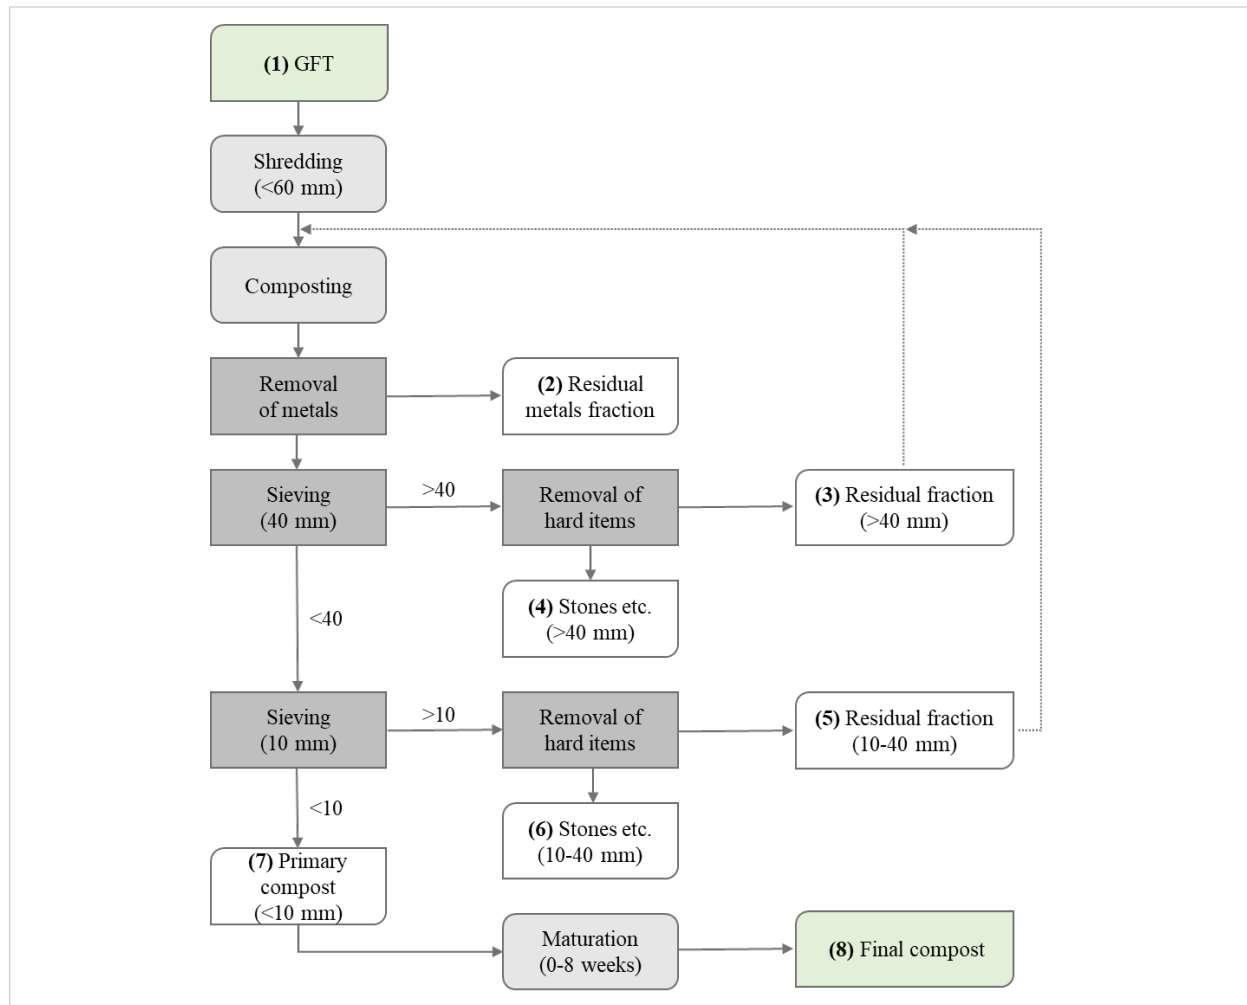 (1) GFT
Shredding
(<60 mm)
Composting
Removal
of metals
(2) Residual
metals fraction
Sieving
(40 mm)
>40
Removal of
hard items
(3) Residual fraction
(>40 mm)
(4) Stones etc.
(>40 mm)
<40
Sieving
(10 mm)
>10
Removal of
hard items
(5) Residual fraction
(10-40 mm)
(6) Stones etc.
(10-40 mm)
<10
(7) Primary
compost
(<10 mm)
Maturation
(0-8 weeks)
(8) Final compost